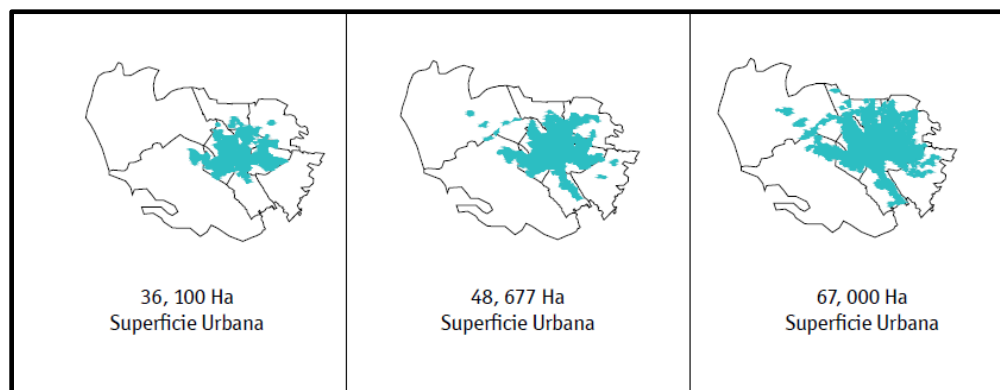 36, 100 Ha
Superficie Urbana
48, 677 Ha
Superficie Urbana
67, 000 Ha
Superficie Urbana